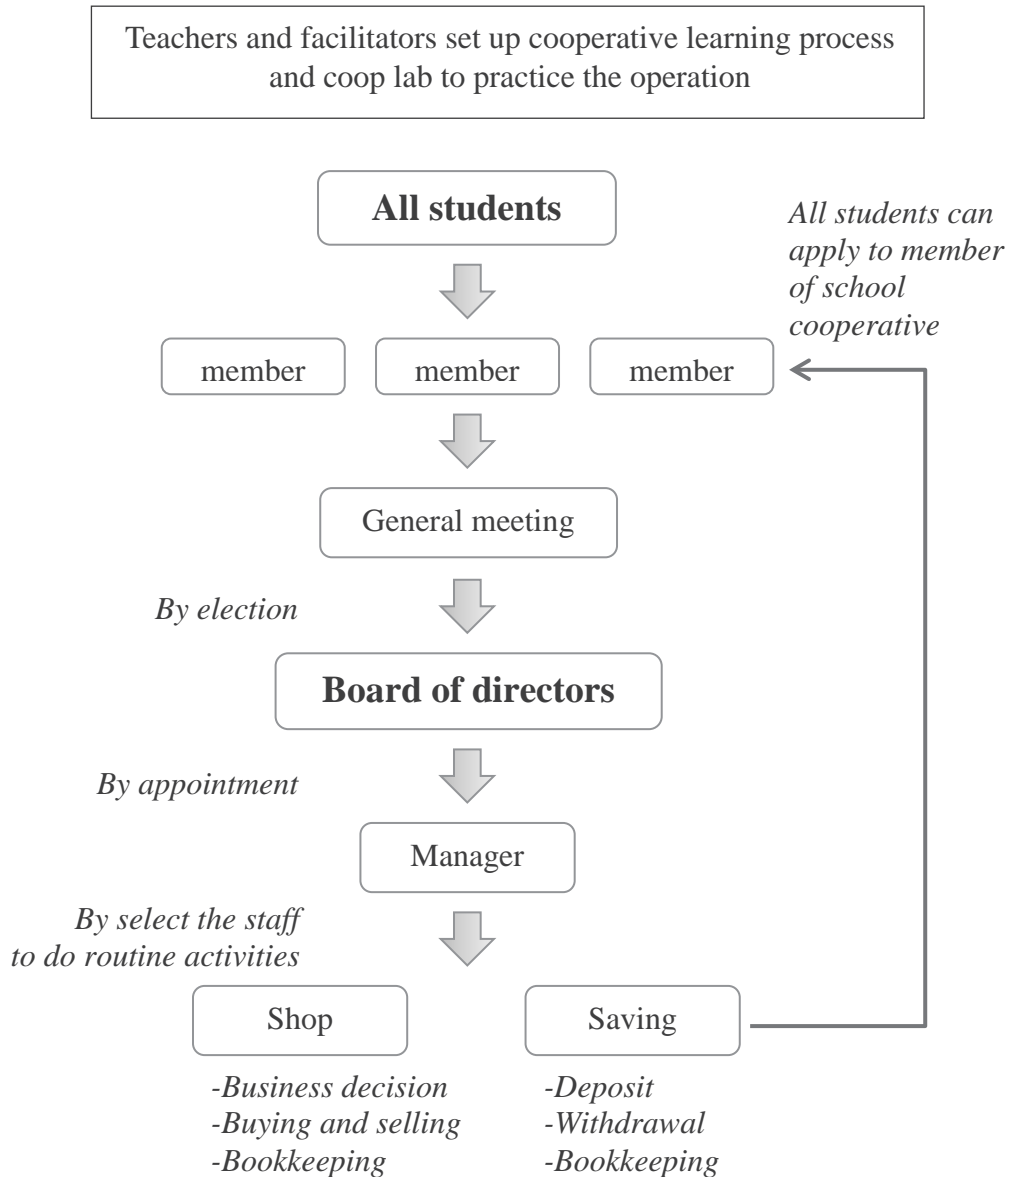 Teachers and facilitators set up cooperative learning process
and coop lab to practice the operation
All students
All students can
apply to member
of school
cooperative
member member member
General meeting
By election
Board of directors
By appointment
Manager
By select the staff
to do routine activities
Shop
-Business decision
-Buying and selling
-Bookkeeping
Saving
-Deposit
-Withdrawal
-Bookkeeping